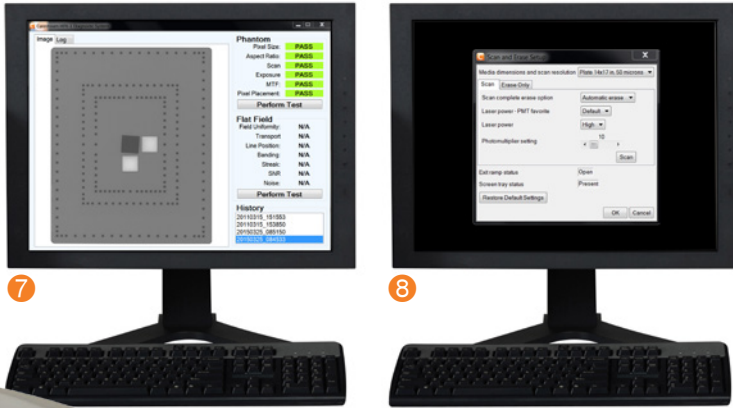 Image Log
Phantom
Pixel Size: PASS
Aspect Ratio: PASS
Scan PASS
Exposure PASS
MTF: PASS
Pixel Placement: PASS
Perform Test
Flat Field
Field Uniformity: N/A
Transport N/A
Line Position: N/A
Banding: N/A
Streak: N/A
SNR N/A
Noise: N/A
Perform Test
History
20110315_151553
20110315_153850
20150325_085150
20150325_084533
7
Scan and Erase Setup X
Media dimensions and scan resolution Plate 14x17 in, 50 microns
Scan Erase Only
Scan complete erase option Automatic erase
Laser power - PMT favorite Default
Laser power High
10
Photomultiplier setting
Scan
Exit ramp status Open
Screen tray status Present
Restore Default Settings
OK Cancel
8